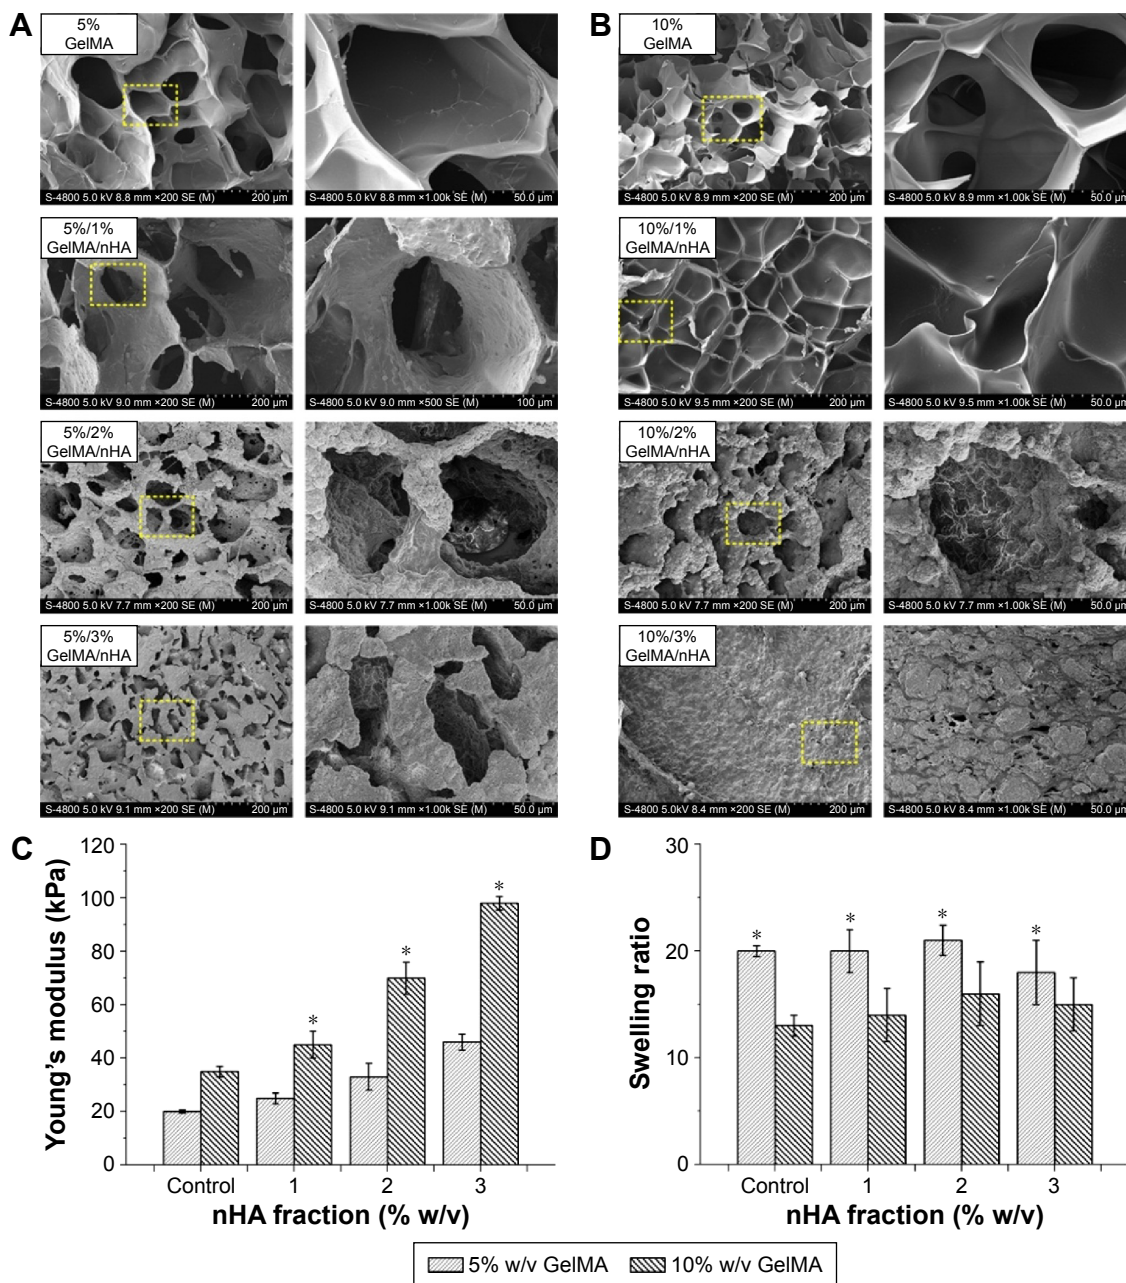 A
5%
GelMA
S-4800 5.0 kV 8.8 mm ×200 SE (M) 200 µm
S-4800 5.0 kV 8.8 mm ×1.00k SE (M) 50.0 µm
5%/1%
GelMA/nHA
S-4800 5.0 kV 9.0 mm ×200 SE (M) 200 µm
S-4800 5.0 kV 9.0 mm ×500 SE (M) 100 µm
5%/2%
GelMA/nHA
S-4800 5.0 kV 7.7 mm ×200 SE (M) 200 µm
S-4800 5.0 kV 7.7 mm ×1.00k SE (M) 50.0 µm
5%/3%
GelMA/nHA
S-4800 5.0 kV 9.1 mm ×200 SE (M) 200 µm
S-4800 5.0 kV 9.1 mm ×1.00k SE (M) 50.0 µm
B
10%
GelMA
S-4800 5.0 kV 8.9 mm ×200 SE (M) 200 µm
S-4800 5.0 kV 8.9 mm ×1.00k SE (M) 50.0 µm
10%/1%
GelMA/nHA
S-4800 5.0 kV 9.5 mm ×200 SE (M) 200 µm
S-4800 5.0 kV 9.5 mm ×1.00k SE (M) 50.0 µm
10%/2%
GelMA/nHA
S-4800 5.0 kV 7.7 mm ×200 SE (M) 200 µm
S-4800 5.0 kV 7.7 mm ×1.00k SE (M) 50.0 µm
10%/3%
GelMA/nHA
S-4800 5.0kV 8.4 mm ×200 SE (M) 200 µm
S-4800 5.0 kV 8.4 mm ×1.00k SE (M) 50.0 µm
C
Young's modulus (kPa)
120
100
80
60
40
20
0
* * *
Control 1 2 3
nHA fraction (% w/v)
D
Swelling ratio
30
20
10
0
* * * *
Control 1 2 3
nHA fraction (% w/v)
5% w/v GelMA 10% w/v GelMA